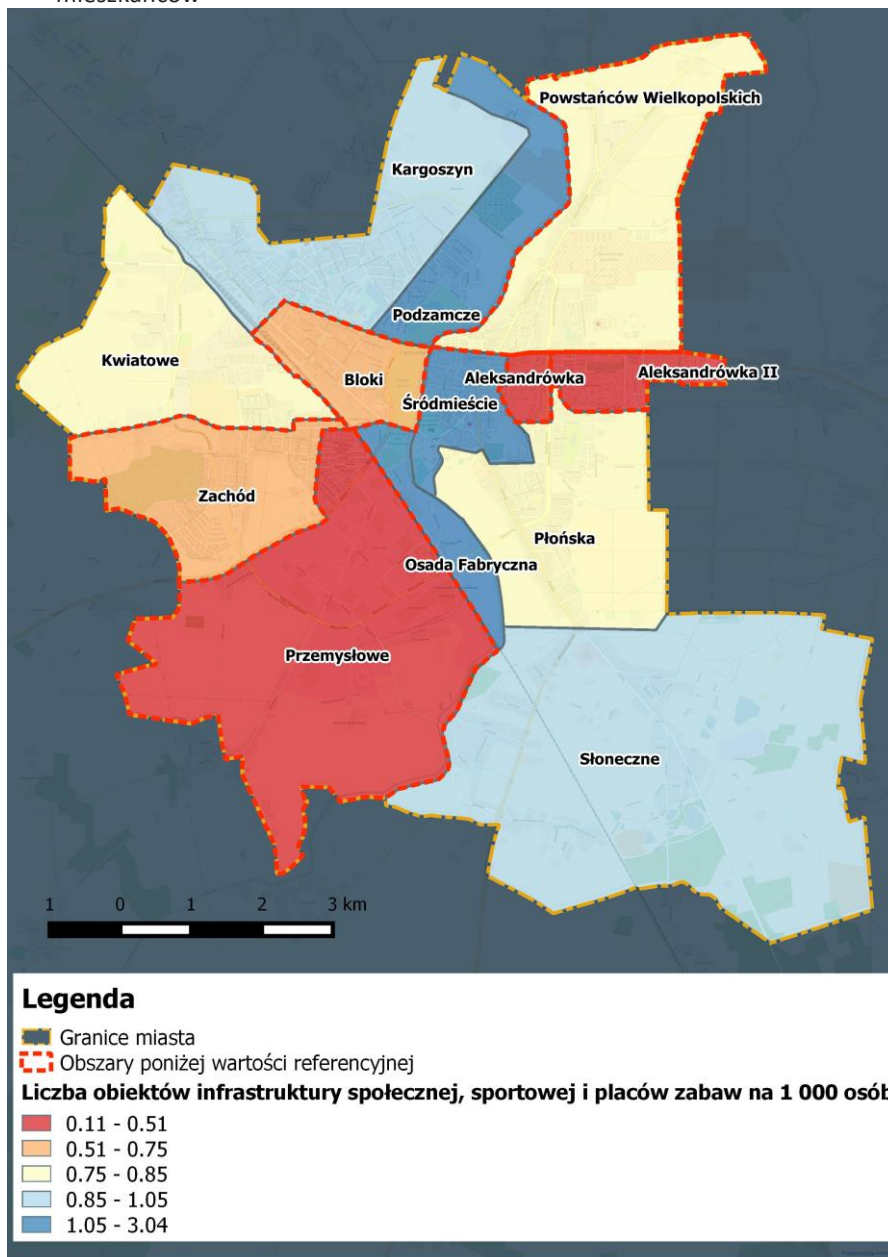 mieszkańców
Powstańców Wielkopolskich
Kargoszyn
Podzamcze
Kwiatowe
Bloki
Aleksandrówka
Aleksandrówka II
Śródmieście
Zachód
Płońska
Osada Fabryczna
Przemysłowe
Słoneczne
1 0 1 2 3 km
Legenda
Granice miasta
Obszary poniżej wartości referencyjnej
Liczba obiektów infrastruktury społecznej, sportowej i placów zabaw na 1 000 osób
0.11 - 0.51
0.51 - 0.75
0.75 - 0.85
0.85 - 1.05
1.05 - 3.04